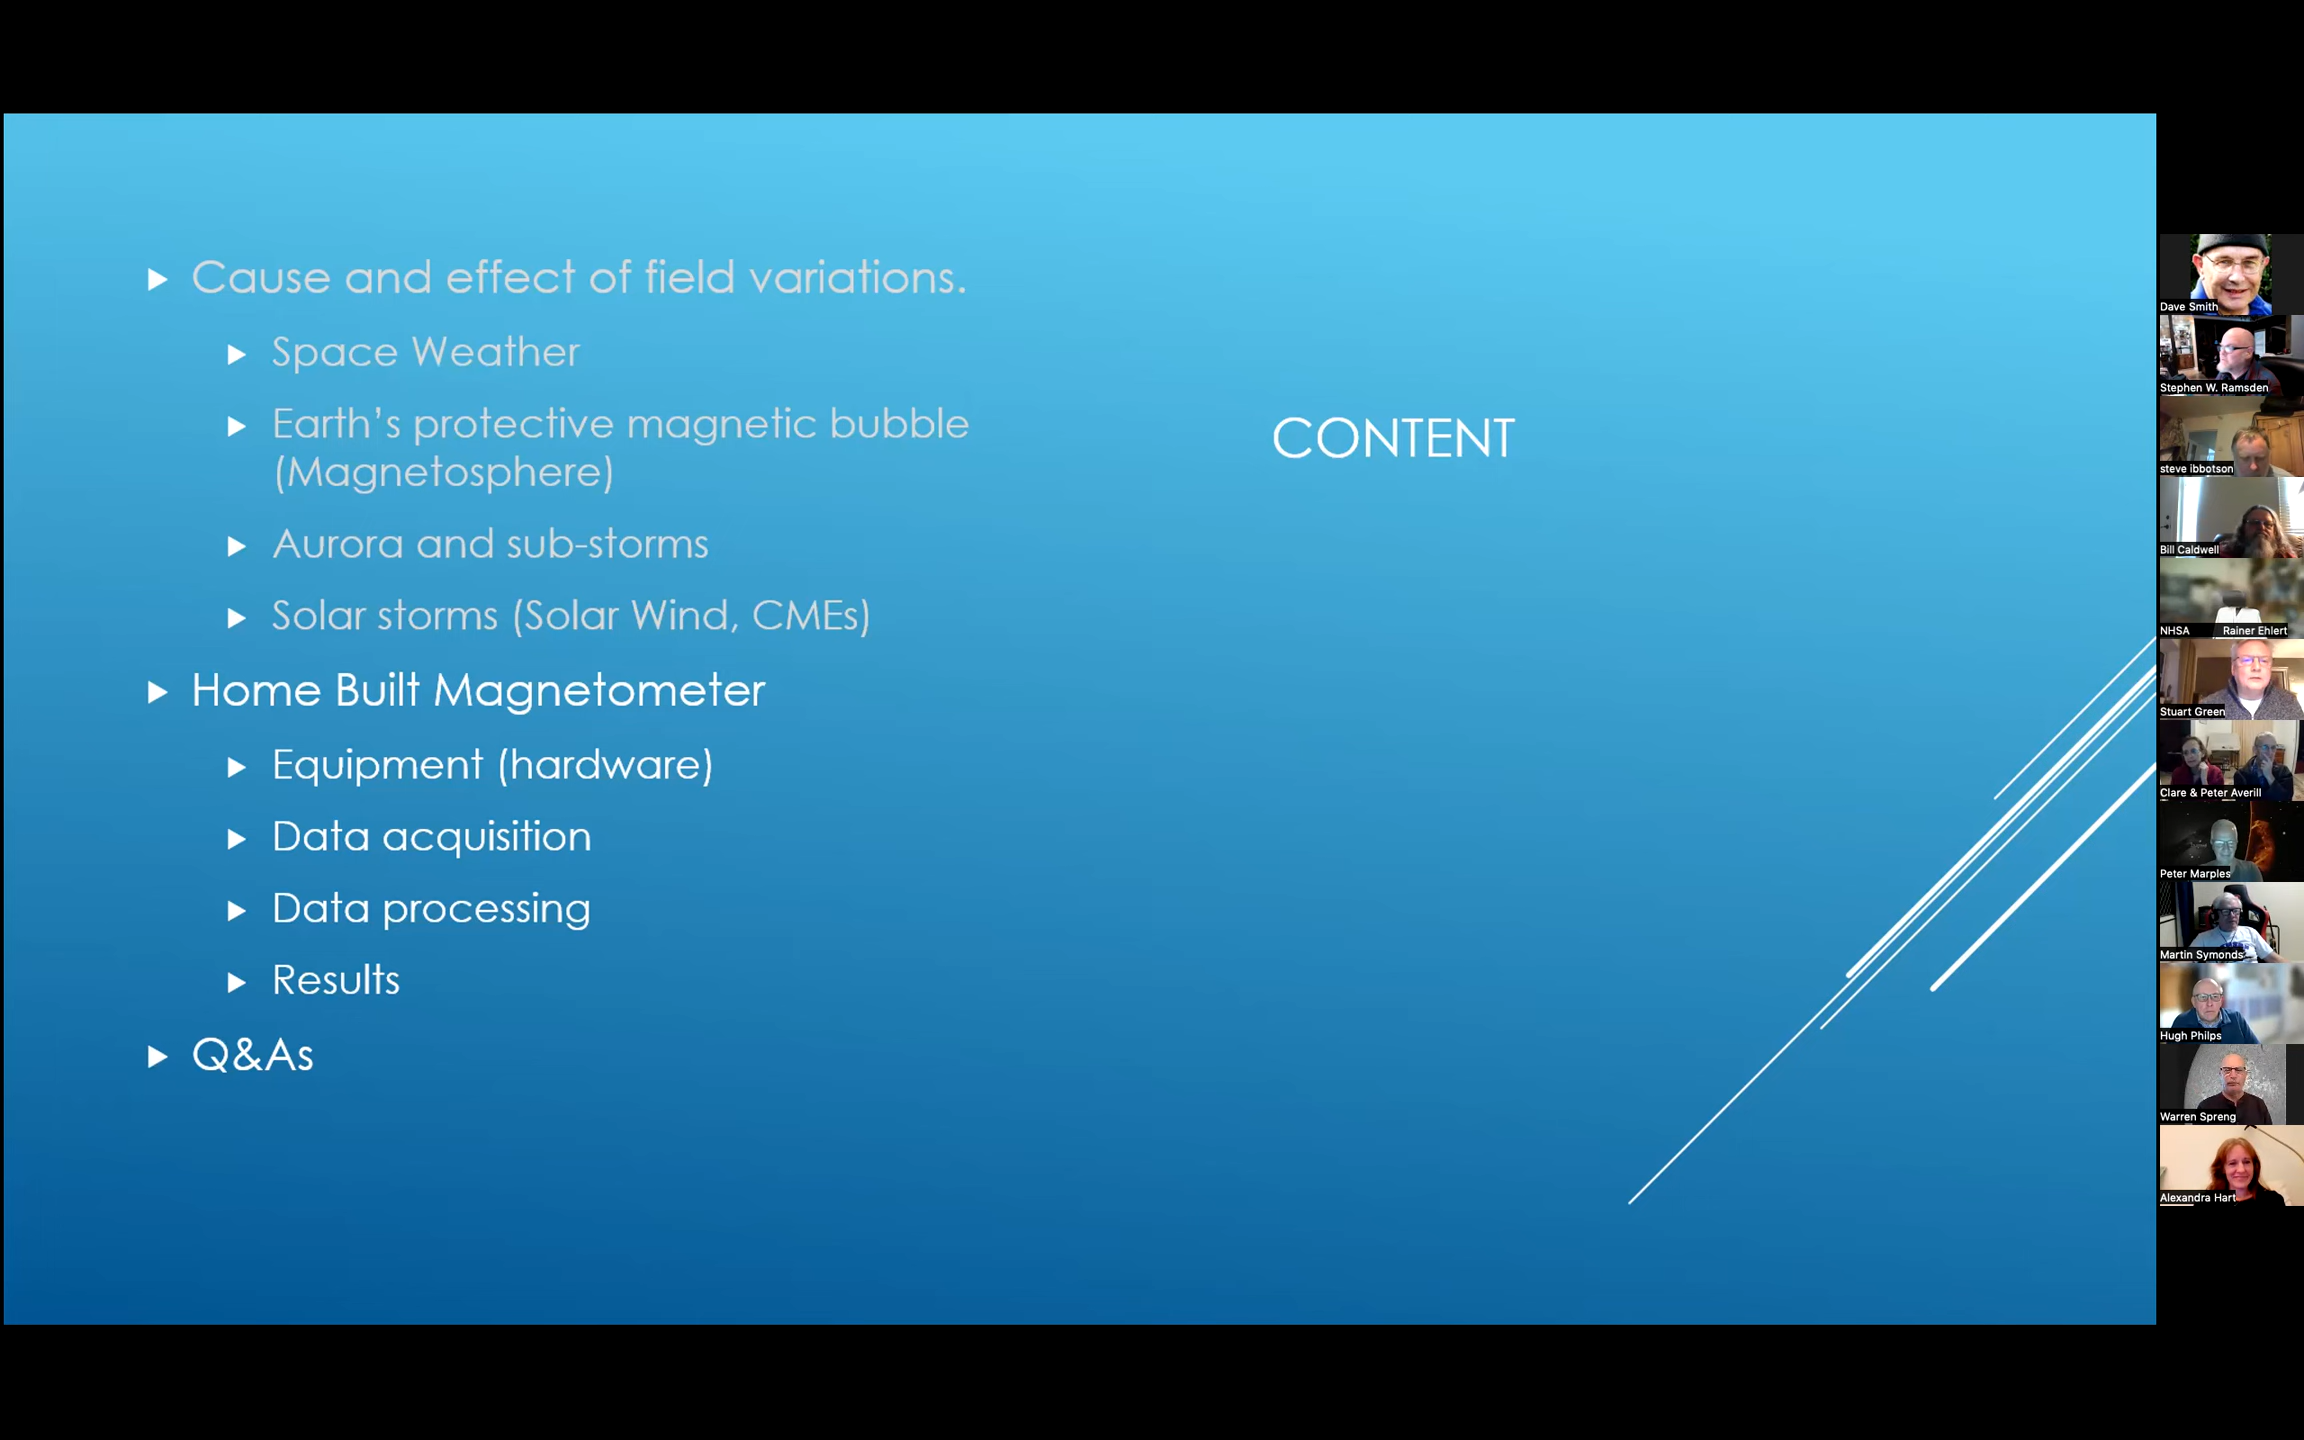 Cause and effect of field variations.
Space Weather
Earth's protective magnetic bubble
(Magnetosphere)
Aurora and sub-storms
Solar storms (Solar Wind, CMEs)
Home Built Magnetometer
Equipment (hardware)
Data acquisition
Data processing
Results
Q&As
CONTENT
Dave Smith
Stephen W. Ramsden
steve ibbotson
Bill Caldwell
NHSA Rainer Ehlert
Stuart Green
Clare & Peter Averill
Peter Marples
Martin Symonds
Hugh Philps
Warren Spreng
Alexandra Hart